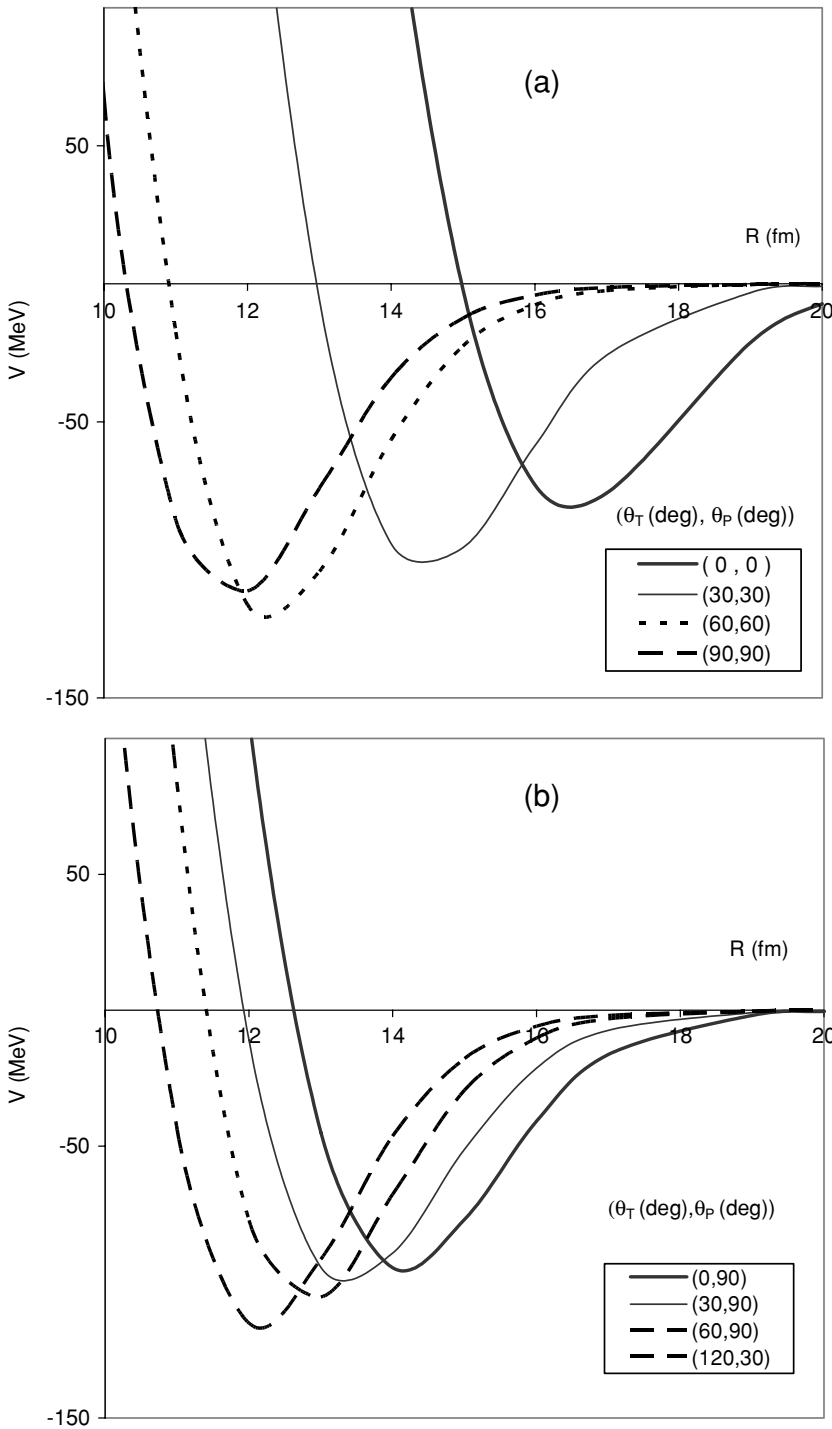 (a)
50
R (fm)
10 12 14 16 18 20
V (MeV)
-50
(θT (deg), θP (deg))
( 0 , 0 )
(30,30)
(60,60)
(90,90)
-150
(b)
50
R (fm)
10 12 14 16 18 20
V (MeV)
-50
(θT (deg),θP (deg))
(0,90)
(30,90)
(60,90)
(120,30)
-150